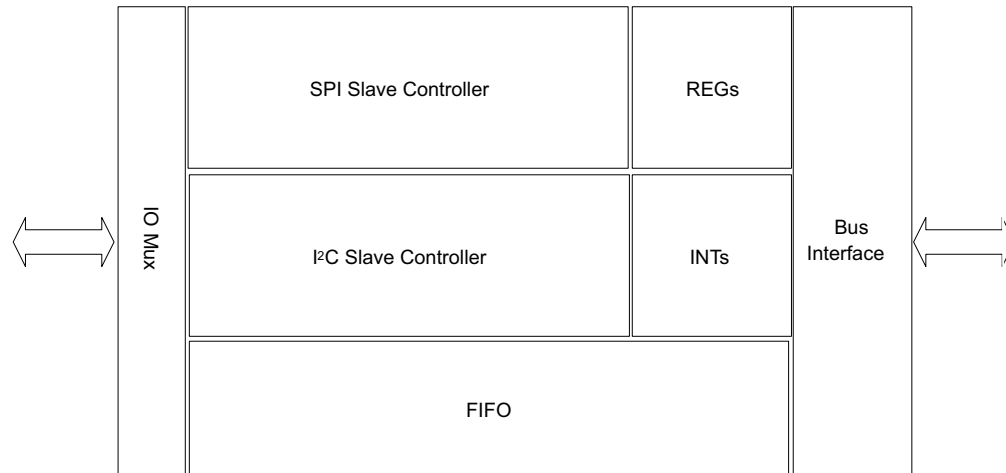 SPI Slave Controller
REGs
IO Mux
I²C Slave Controller
INTs
Bus
Interface
FIFO